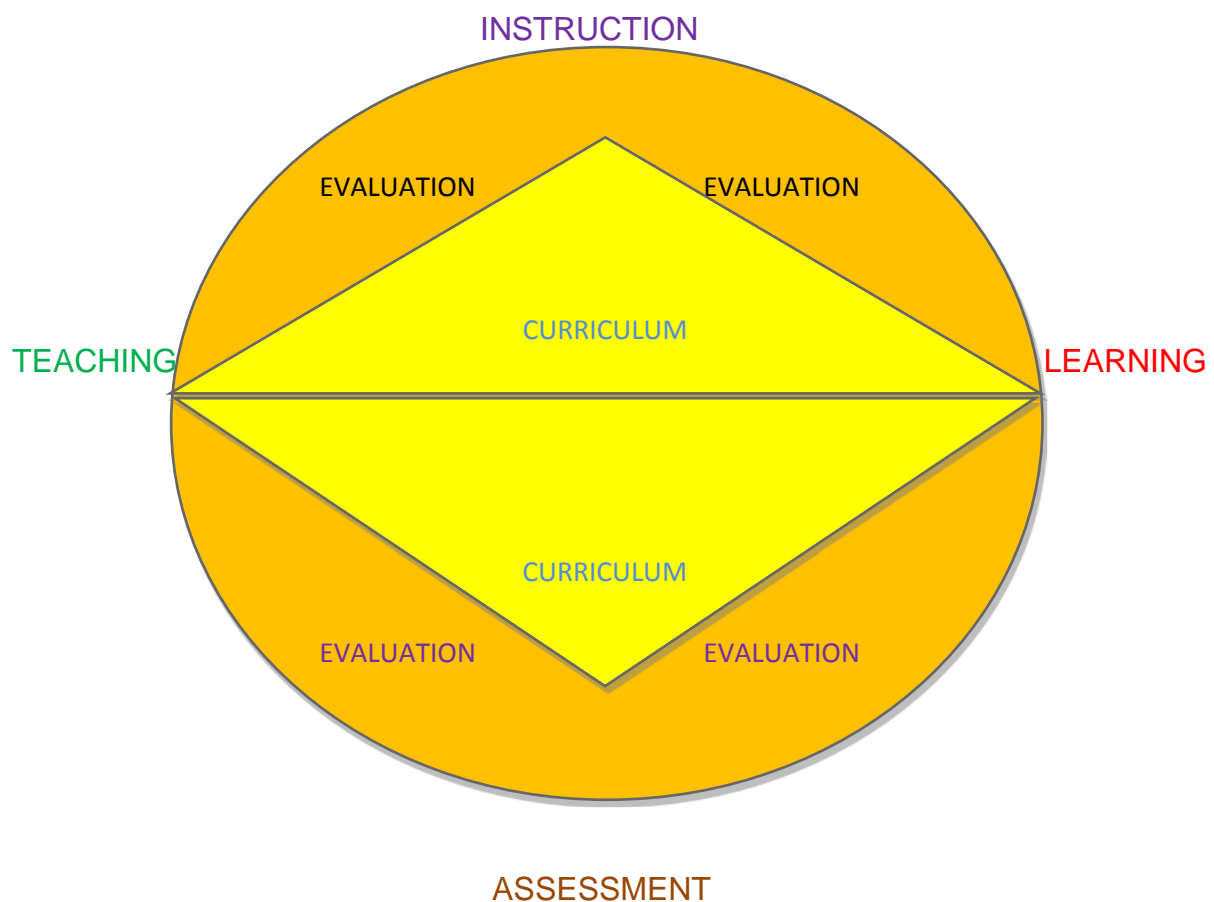 INSTRUCTION
EVALUATION EVALUATION
CURRICULUM
TEACHING LEARNING
CURRICULUM
EVALUATION EVALUATION
ASSESSMENT